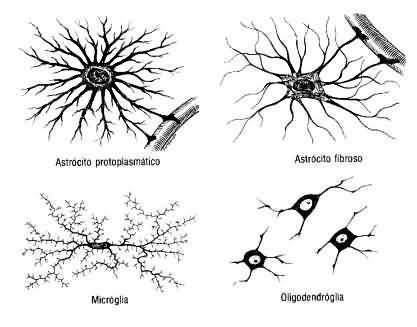 Astrócito protoplasmático
Astrócito fibroso
Micróglia
Oligodendróglia